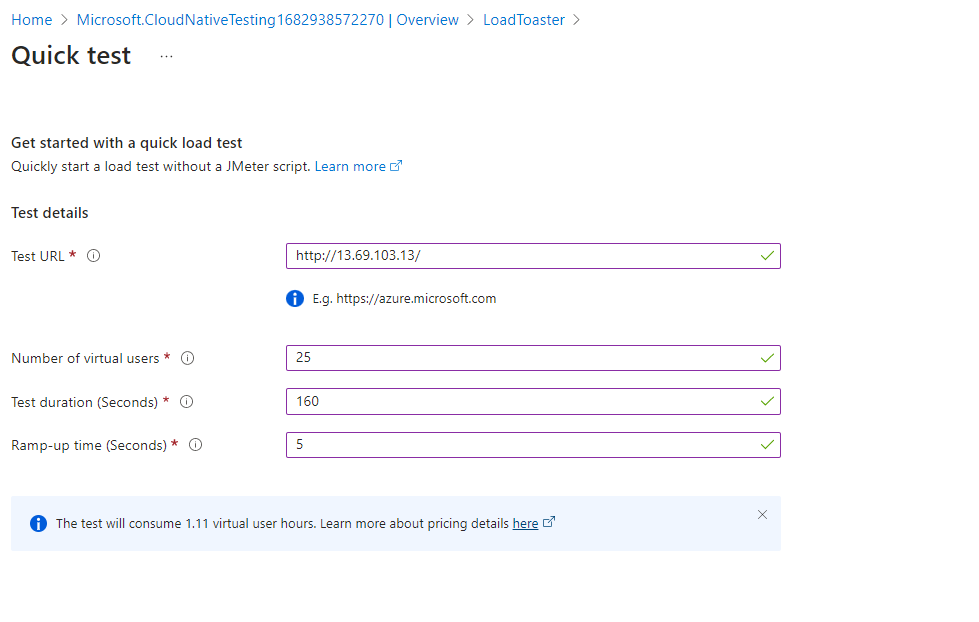 Home > Microsoft.CloudNativeTesting1682938572270 | Overview > LoadToaster >
Quick test ...
Get started with a quick load test
Quickly start a load test without a JMeter script. Learn more
Test details
Test URL * http://13.69.103.13/
E.g. https://azure.microsoft.com
Number of virtual users * 25
Test duration (Seconds) * 160
Ramp-up time (Seconds) * 5
The test will consume 1.11 virtual user hours. Learn more about pricing details here